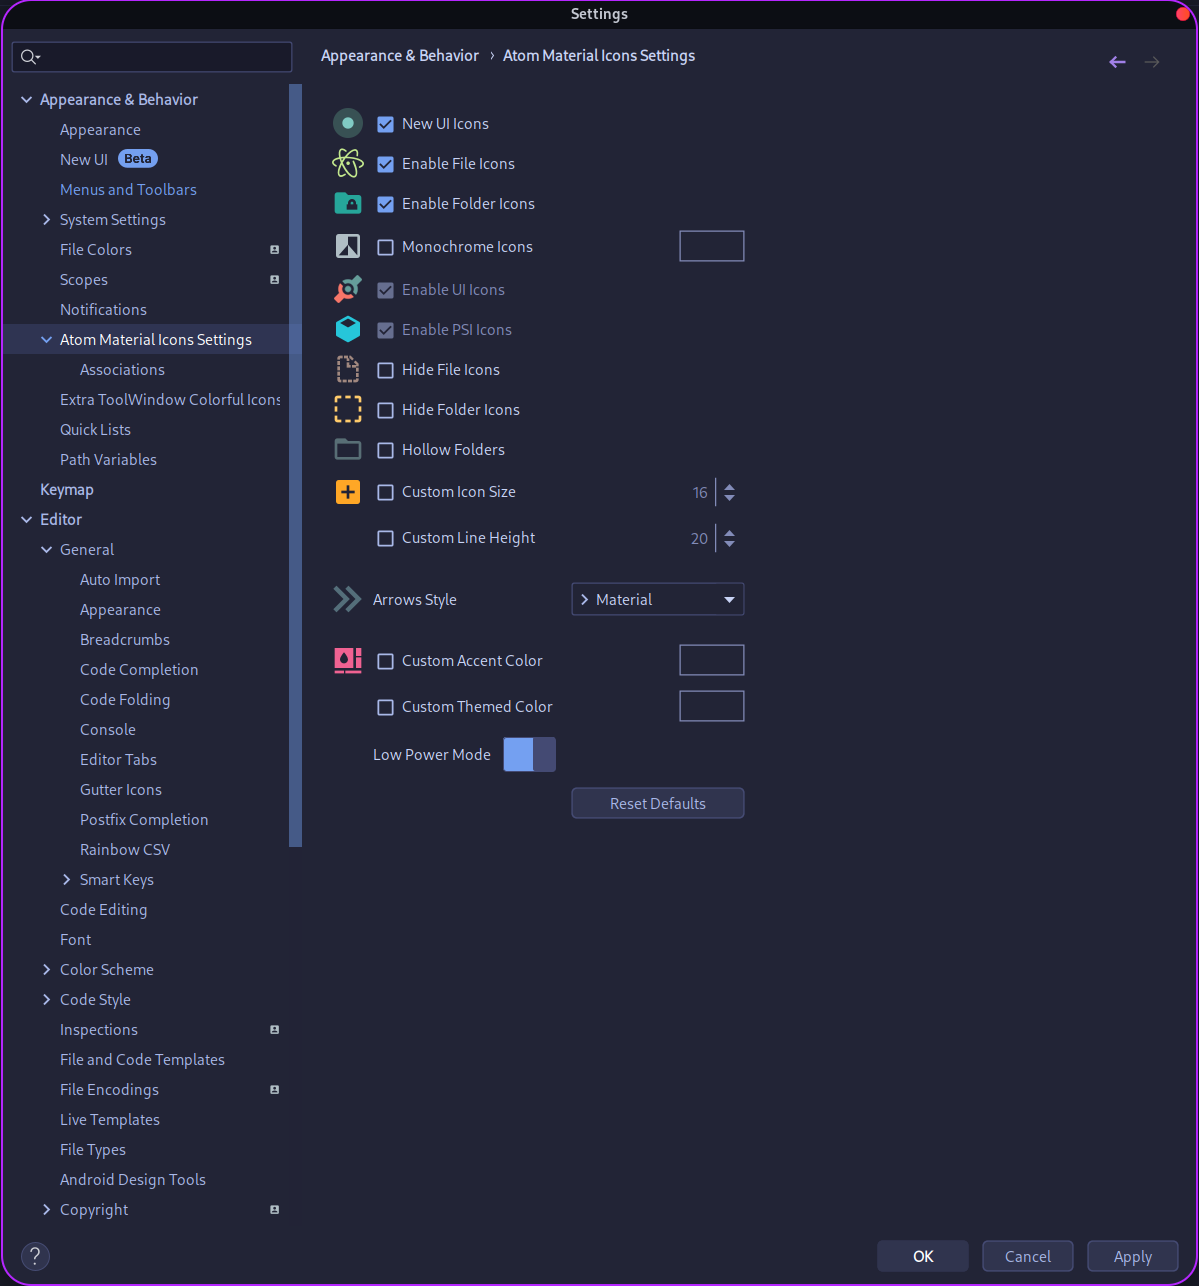 Settings
Appearance & Behavior › Atom Material Icons Settings
Appearance & Behavior
Appearance
New UI Beta
Menus and Toolbars
System Settings
File Colors
Scopes
Notifications
Atom Material Icons Settings
Associations
Extra ToolWindow Colorful Icons
Quick Lists
Path Variables
Keymap
Editor
General
Auto Import
Appearance
Breadcrumbs
Code Completion
Code Folding
Console
Editor Tabs
Gutter Icons
Postfix Completion
Rainbow CSV
Smart Keys
Code Editing
Font
Color Scheme
Code Style
Inspections
File and Code Templates
File Encodings
Live Templates
File Types
Android Design Tools
Copyright
New UI Icons
Enable File Icons
Enable Folder Icons
Monochrome Icons
Enable UI Icons
Enable PSI Icons
Hide File Icons
Hide Folder Icons
Hollow Folders
Custom Icon Size 16
Custom Line Height 20
Arrows Style Material
Custom Accent Color
Custom Themed Color
Low Power Mode
Reset Defaults
? OK Cancel Apply